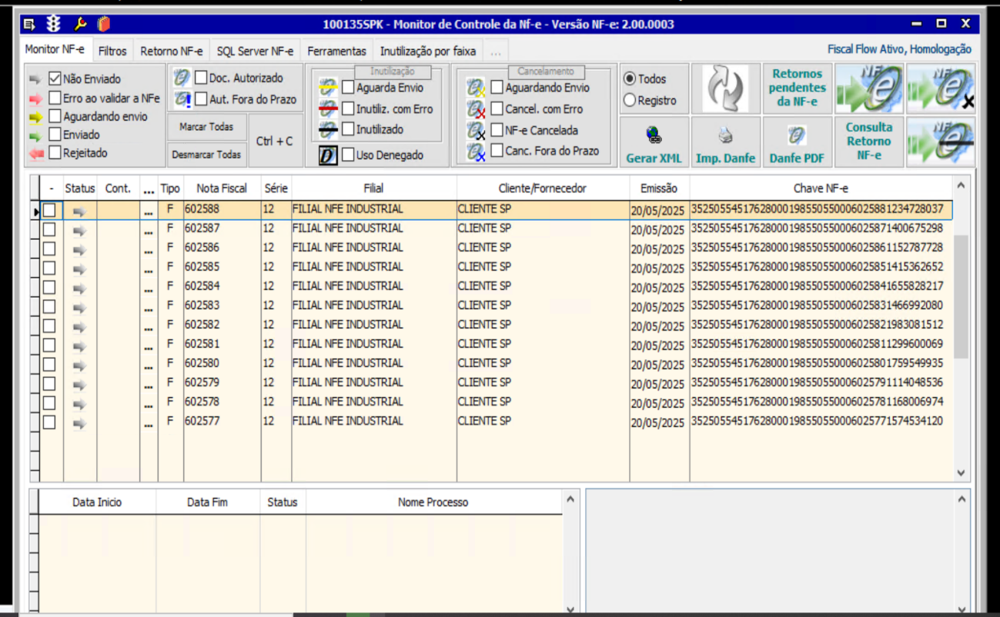 100135SPK - Monitor de Controle da Nf-e - Versão NF-e: 2.00.0003
Monitor NF-e Filtros Retorno NF-e SQL Server NF-e Ferramentas Inutilização por faixa ... Fiscal Flow Ativo, Homologação
Não Enviado
Erro ao validar a NFe
Aguardando envio
Enviado
Rejeitado
Doc. Autorizado
Aut. Fora do Prazo
Marcar Todas
Desmarcar Todas
Ctrl + C
Inutilização
Aguarda Envio
Inutiliz. com Erro
Inutilizado
Uso Denegado
Cancelamento
Aguardando Envio
Cancel. com Erro
NF-e Cancelada
Canc. Fora do Prazo
Todos
Registro
Retornos
pendentes
da NF-e
Gerar XML
Imp. Danfe
Danfe PDF
Consulta
Retorno
NF-e
- Status Cont. ... Tipo Nota Fiscal Série Filial Cliente/Fornecedor Emissão Chave NF-e
... F 602588 12 FILIAL NFE INDUSTRIAL CLIENTE SP 20/05/2025 35250554517628000198550550006025881234728037
... F 602587 12 FILIAL NFE INDUSTRIAL CLIENTE SP 20/05/2025 35250554517628000198550550006025871400675298
... F 602586 12 FILIAL NFE INDUSTRIAL CLIENTE SP 20/05/2025 35250554517628000198550550006025861152787728
... F 602585 12 FILIAL NFE INDUSTRIAL CLIENTE SP 20/05/2025 35250554517628000198550550006025851415362652
... F 602584 12 FILIAL NFE INDUSTRIAL CLIENTE SP 20/05/2025 35250554517628000198550550006025841655828217
... F 602583 12 FILIAL NFE INDUSTRIAL CLIENTE SP 20/05/2025 35250554517628000198550550006025831466992080
... F 602582 12 FILIAL NFE INDUSTRIAL CLIENTE SP 20/05/2025 35250554517628000198550550006025821983081512
... F 602581 12 FILIAL NFE INDUSTRIAL CLIENTE SP 20/05/2025 35250554517628000198550550006025811299600069
... F 602580 12 FILIAL NFE INDUSTRIAL CLIENTE SP 20/05/2025 35250554517628000198550550006025801759549935
... F 602579 12 FILIAL NFE INDUSTRIAL CLIENTE SP 20/05/2025 35250554517628000198550550006025791114048536
... F 602578 12 FILIAL NFE INDUSTRIAL CLIENTE SP 20/05/2025 35250554517628000198550550006025781168006974
... F 602577 12 FILIAL NFE INDUSTRIAL CLIENTE SP 20/05/2025 35250554517628000198550550006025771574534120
Data Inicio Data Fim Status Nome Processo